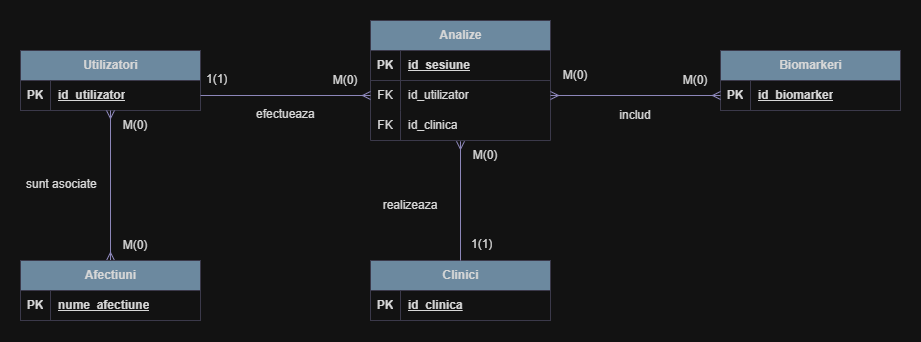 Analize
PK id_sesiune
FK id_utilizator
FK id_clinica
Utilizatori
PK id_utilizator
Biomarkeri
PK id_biomarker
1(1)
M(0)
efectueaza
M(0)
M(0)
includ
M(0)
sunt asociate
M(0)
M(0)
realizeaza
1(1)
Afectiuni
PK nume_afectiune
Clinici
PK id_clinica